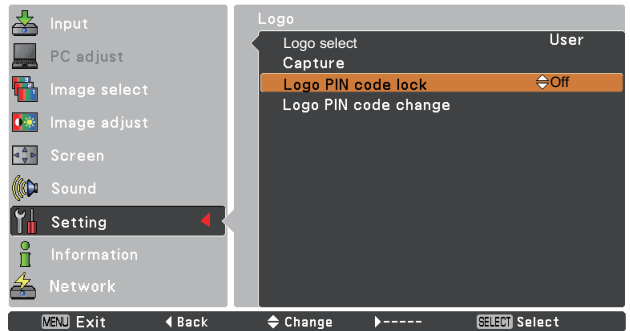 Input
PC adjust
Image select
Image adjust
Screen
Sound
Setting
Information
Network
Logo
Logo select User
Capture
Logo PIN code lock Off
Logo PIN code change
MENU Exit Back Change ----- SELECT Select